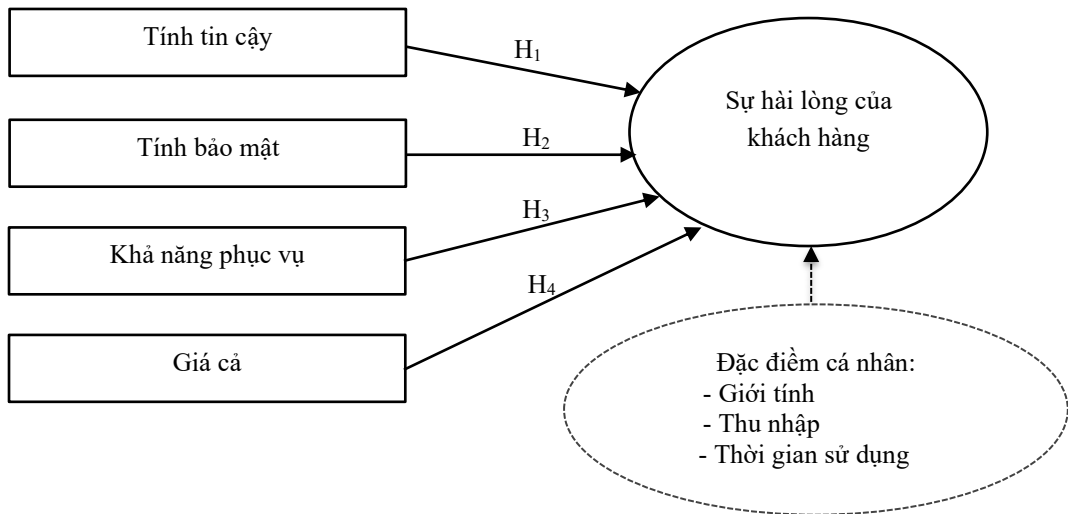 Tính tin cậy
H1
Sự hài lòng của
khách hàng
Tính bảo mật
H2
Khả năng phục vụ
H3
Giá cả
H4
Đặc điềm cá nhân:
- Giới tính
- Thu nhập
- Thời gian sử dụng